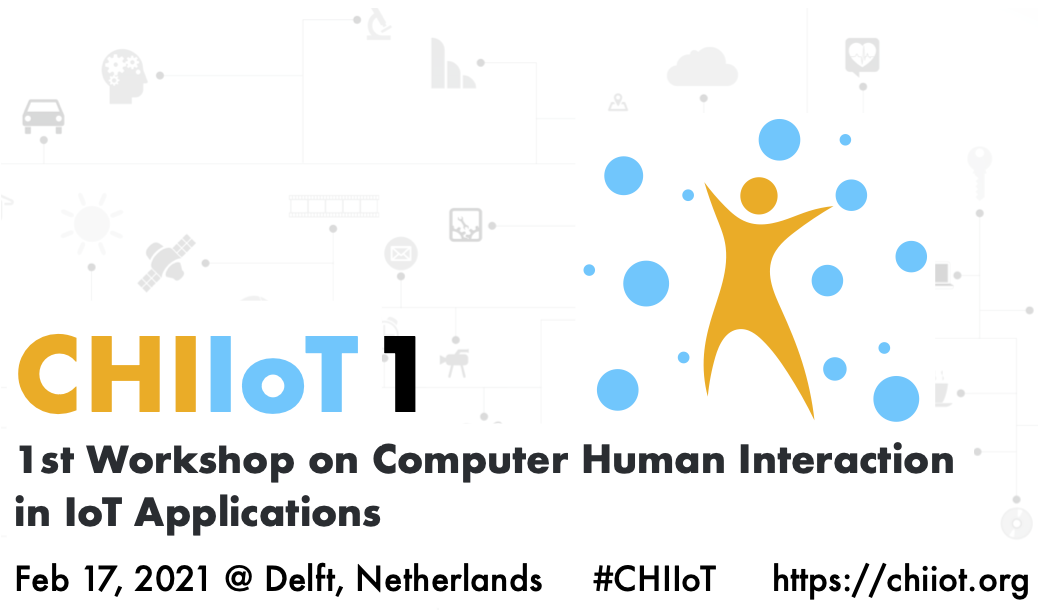 CHIIoT 1
1st Workshop on Computer Human Interaction
in IoT Applications
Feb 17, 2021 @ Delft, Netherlands #CHIIoT https://chiiot.org